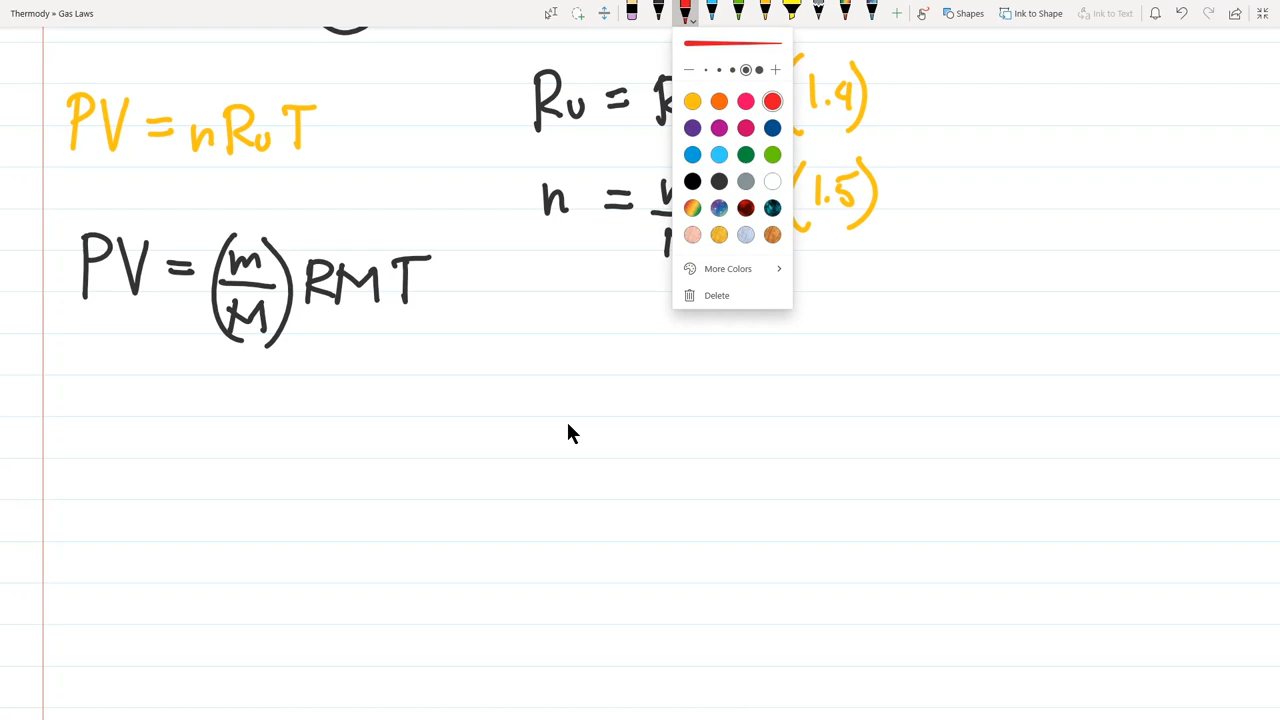 Thermody » Gas Laws
Shapes
Ink to Shape
Ink to Text
PV = nRuT
Ru = (1.4)
n = (1.5)
PV = (m/M) RMT
More Colors
Delete